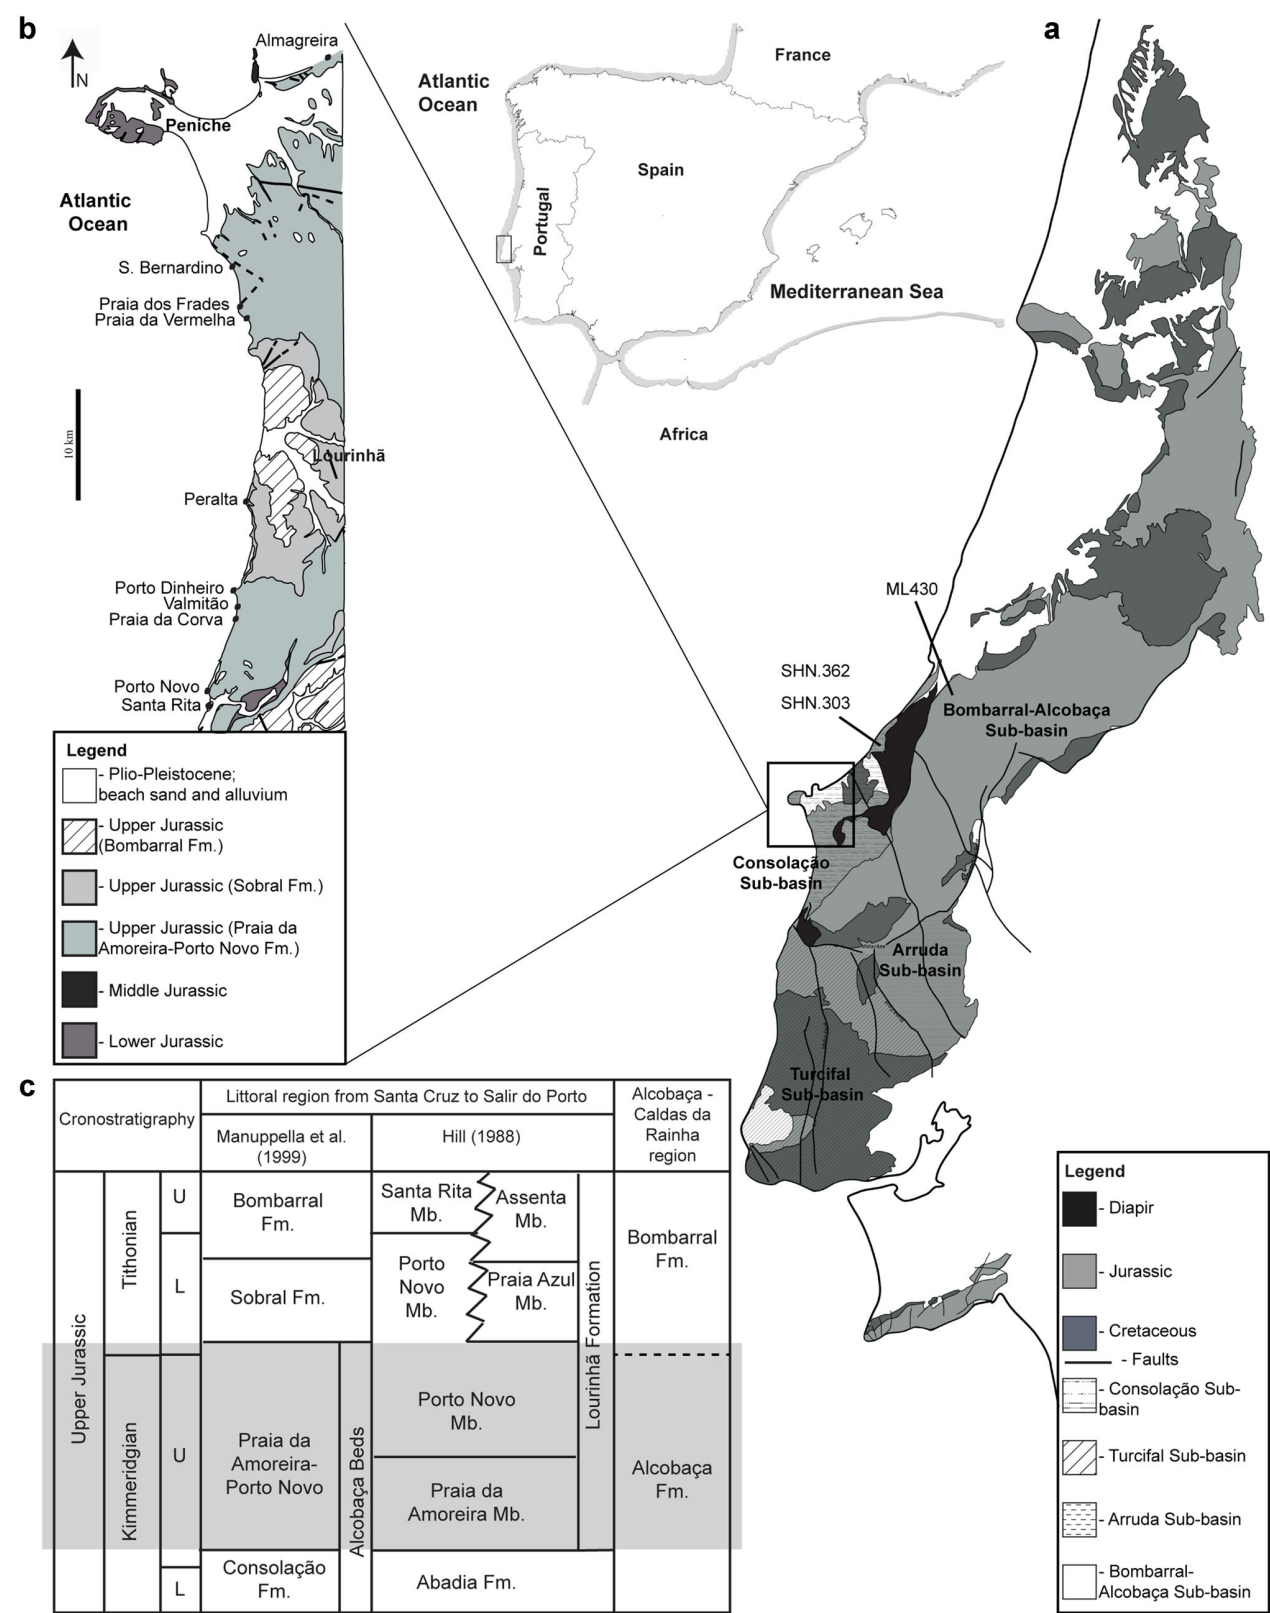 b
N
Almagreira
Peniche
Atlantic
Ocean
S. Bernardino
Praia dos Frades
Praia da Vermelha
10 km
Lourinhã
Peralta
Porto Dinheiro
Valmitão
Praia da Corva
Porto Novo
Santa Rita
Legend
- Plio-Pleistocene;
beach sand and alluvium
- Upper Jurassic
(Bombarral Fm.)
- Upper Jurassic (Sobral Fm.)
- Upper Jurassic (Praia da
Amoreira-Porto Novo Fm.)
- Middle Jurassic
- Lower Jurassic
Atlantic
Ocean
France
Spain
Portugal
Mediterranean Sea
Africa
a
ML430
SHN.362
SHN.303
Bombarral-Alcobaça
Sub-basin
Consolação
Sub-basin
Arruda
Sub-basin
Turcifal
Sub-basin
Legend
- Diapir
- Jurassic
- Cretaceous
- Faults
- Consolação Sub-
basin
- Turcifal Sub-basin
- Arruda Sub-basin
- Bombarral-
Alcobaça Sub-basin
c
Cronostratigraphy
Littoral region from Santa Cruz to Salir do Porto
Manuppella et al.
(1999)
Hill (1988)
Alcobaça -
Caldas da
Rainha
region
Upper Jurassic
Tithonian
U
L
Kimmeridgian
U
L
Bombarral
Fm.
Sobral Fm.
Praia da
Amoreira-
Porto Novo
Consolação
Fm.
Alcobaça Beds
Santa Rita
Mb.
Assenta
Mb.
Porto
Novo
Mb.
Praia Azul
Mb.
Porto Novo
Mb.
Praia da
Amoreira Mb.
Abadia Fm.
Lourinhã Formation
Bombarral
Fm.
Alcobaça
Fm.